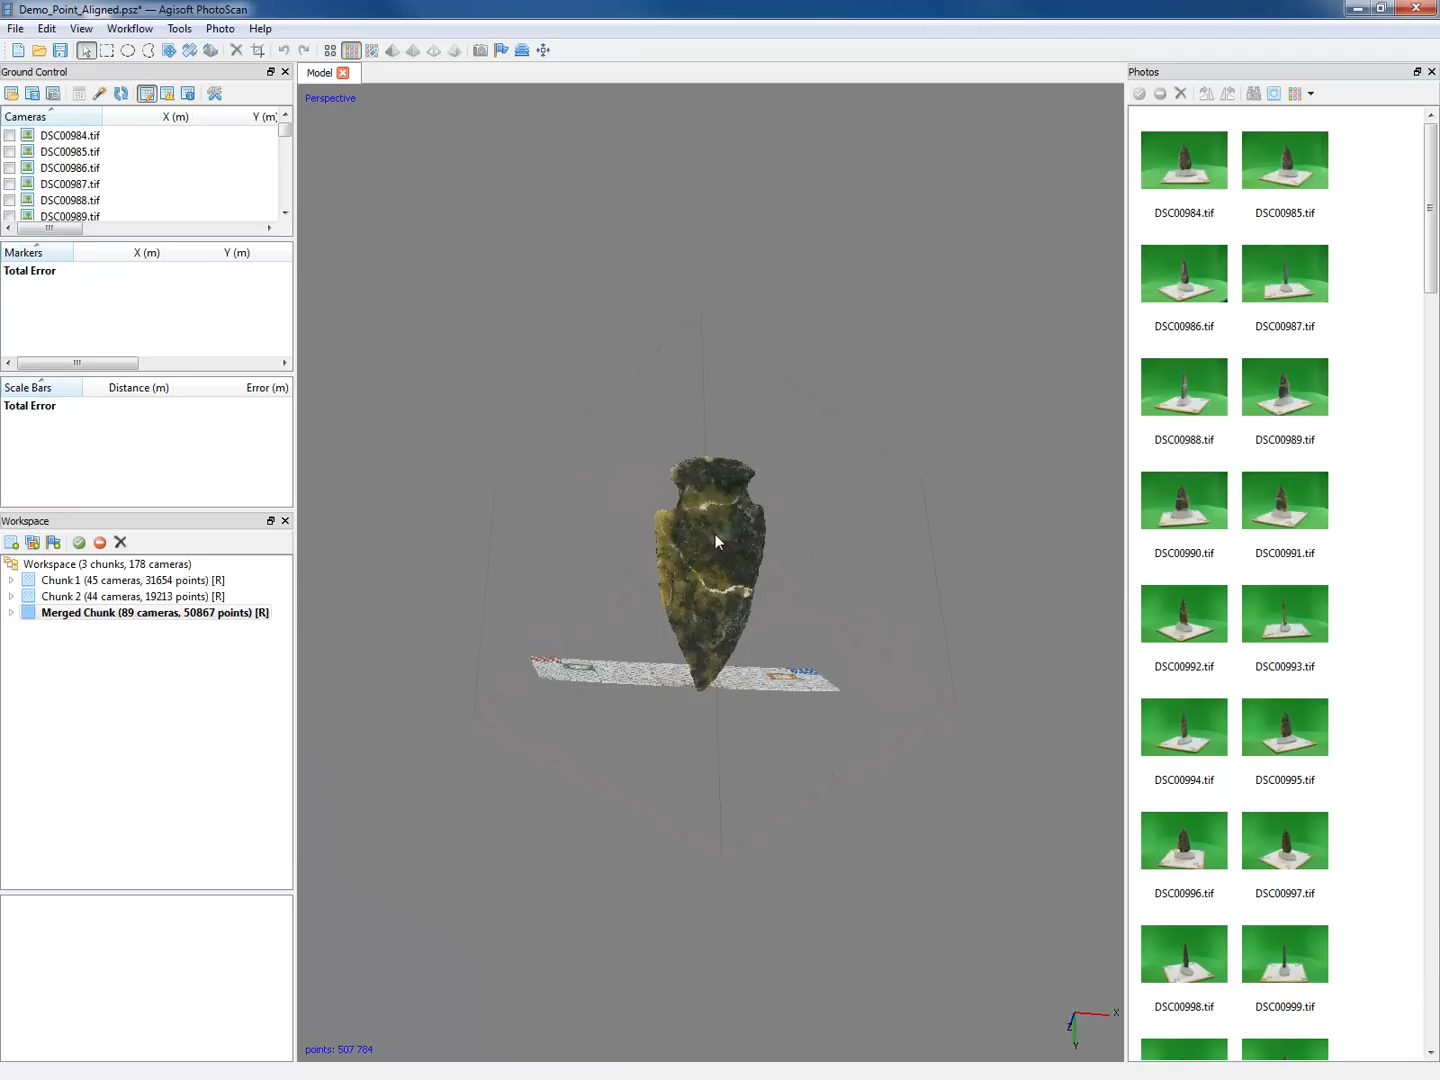 Demo_Point_Aligned.psz* — Agisoft PhotoScan
File Edit View Workflow Tools Photo Help
Ground Control
Model
Photos
Perspective
Cameras X (m) Y (m)
DSC00984.tif
DSC00985.tif
DSC00986.tif
DSC00987.tif
DSC00988.tif
DSC00989.tif
Markers X (m) Y (m)
Total Error
Scale Bars Distance (m) Error (m)
Total Error
Workspace
Workspace (3 chunks, 178 cameras)
Chunk 1 (45 cameras, 31654 points) [R]
Chunk 2 (44 cameras, 19213 points) [R]
Merged Chunk (89 cameras, 50867 points) [R]
points: 507 784
X
Z
Y
DSC00984.tif DSC00985.tif
DSC00986.tif DSC00987.tif
DSC00988.tif DSC00989.tif
DSC00990.tif DSC00991.tif
DSC00992.tif DSC00993.tif
DSC00994.tif DSC00995.tif
DSC00996.tif DSC00997.tif
DSC00998.tif DSC00999.tif